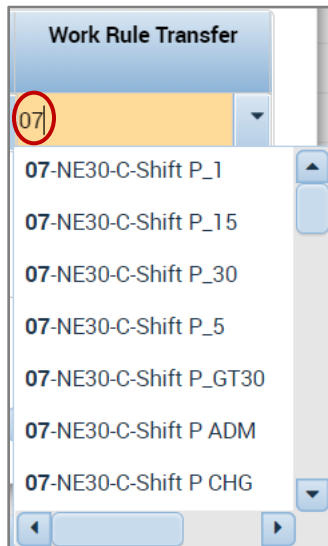 Work Rule Transfer
07
07-NE30-C-Shift P_1
07-NE30-C-Shift P_15
07-NE30-C-Shift P_30
07-NE30-C-Shift P_5
07-NE30-C-Shift P_GT30
07-NE30-C-Shift P ADM
07-NE30-C-Shift P CHG